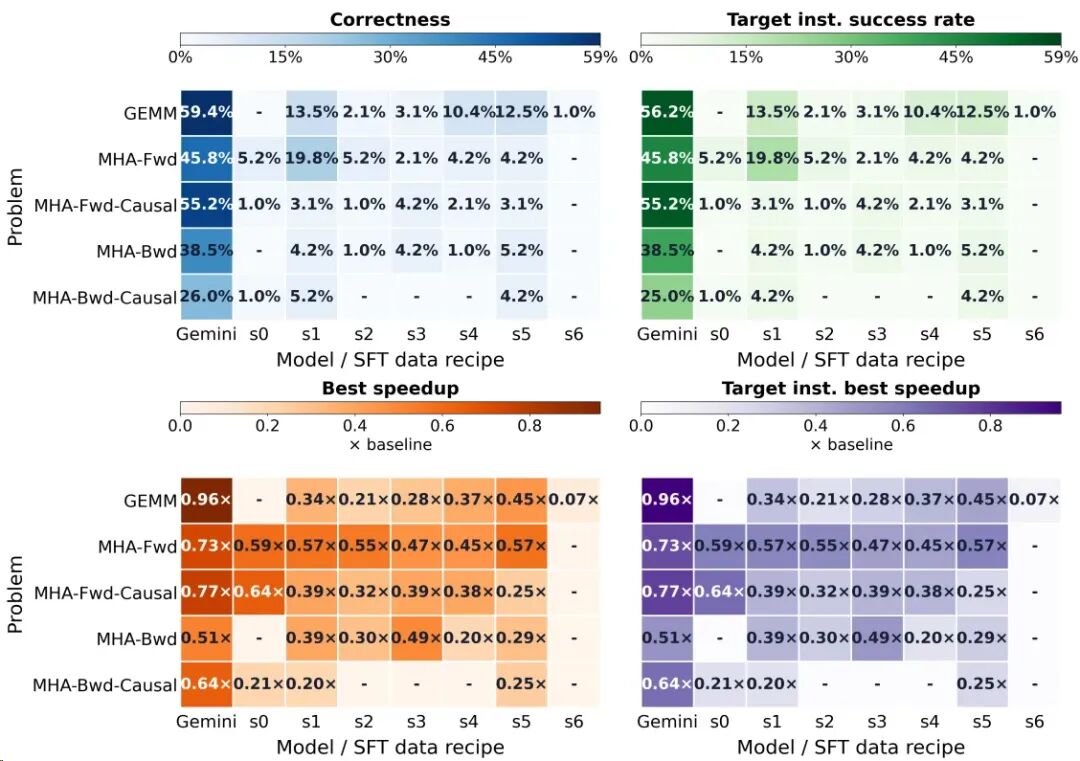 Correctness
0% 15% 30% 45% 59%
Problem
GEMM 59.4% - 13.5% 2.1% 3.1% 10.4% 12.5% 1.0%
MHA-Fwd 45.8% 5.2% 19.8% 5.2% 2.1% 4.2% 4.2% -
MHA-Fwd-Causal 55.2% 1.0% 3.1% 1.0% 4.2% 2.1% 3.1% -
MHA-Bwd 38.5% - 4.2% 1.0% 4.2% 1.0% 5.2% -
MHA-Bwd-Causal 26.0% 1.0% 5.2% - - - 4.2% -
Gemini s0 s1 s2 s3 s4 s5 s6
Model / SFT data recipe
Target inst. success rate
0% 15% 30% 45% 59%
56.2% - 13.5% 2.1% 3.1% 10.4% 12.5% 1.0%
45.8% 5.2% 19.8% 5.2% 2.1% 4.2% 4.2% -
55.2% 1.0% 3.1% 1.0% 4.2% 2.1% 3.1% -
38.5% - 4.2% 1.0% 4.2% 1.0% 5.2% -
25.0% 1.0% 4.2% - - - 4.2% -
Gemini s0 s1 s2 s3 s4 s5 s6
Model / SFT data recipe
Best speedup
0.0 0.2 0.4 0.6 0.8
× baseline
Problem
GEMM 0.96× - 0.34× 0.21× 0.28× 0.37× 0.45× 0.07×
MHA-Fwd 0.73× 0.59× 0.57× 0.55× 0.47× 0.45× 0.57× -
MHA-Fwd-Causal 0.77× 0.64× 0.39× 0.32× 0.39× 0.38× 0.25× -
MHA-Bwd 0.51× - 0.39× 0.30× 0.49× 0.20× 0.29× -
MHA-Bwd-Causal 0.64× 0.21× 0.20× - - - 0.25× -
Gemini s0 s1 s2 s3 s4 s5 s6
Model / SFT data recipe
Target inst. best speedup
0.0 0.2 0.4 0.6 0.8
× baseline
0.96× - 0.34× 0.21× 0.28× 0.37× 0.45× 0.07×
0.73× 0.59× 0.57× 0.55× 0.47× 0.45× 0.57× -
0.77× 0.64× 0.39× 0.32× 0.39× 0.38× 0.25× -
0.51× - 0.39× 0.30× 0.49× 0.20× 0.29× -
0.64× 0.21× 0.20× - - - 0.25× -
Gemini s0 s1 s2 s3 s4 s5 s6
Model / SFT data recipe